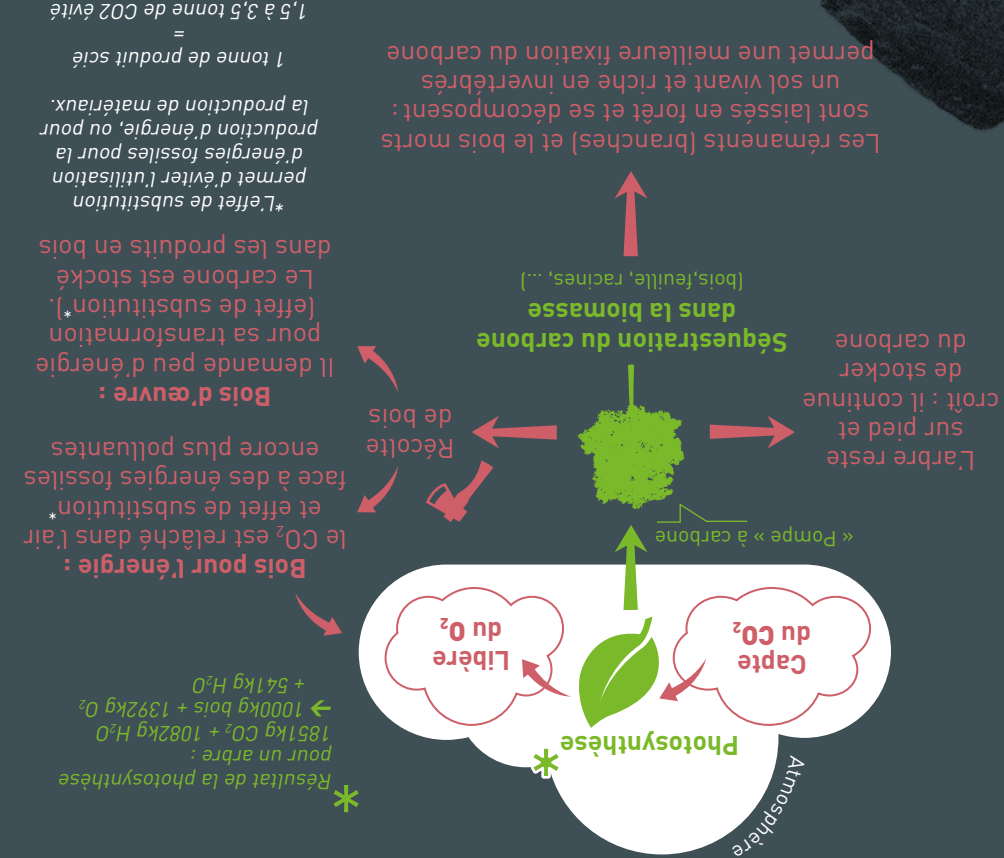 Atmosphère
Photosynthèse *
Capte
du CO₂
Libère
du O₂
* Résultat de la photosynthèse
pour un arbre :
1851kg CO₂ + 1082kg H₂O
→ 1000kg bois + 1392kg O₂
+ 541kg H₂O
« Pompe » à carbone
L'arbre reste
sur pied et
croît : il continue
de stocker
du carbone
Récolte
de bois
Bois pour l'énergie :
le CO₂ est relâché dans l'air
et effet de substitution*
face à des énergies fossiles
encore plus polluantes
Bois d'œuvre :
Il demande peu d'énergie
pour sa transformation
(effet de substitution*).
Le carbone est stocké
dans les produits en bois
Séquestration du carbone
dans la biomasse
(bois,feuille, racines, ...)
Les rémanents (branches) et le bois morts
sont laissés en forêt et se décomposent :
un sol vivant et riche en invertébrés
permet une meilleure fixation du carbone
*L'effet de substitution
permet d'éviter l'utilisation
d'énergies fossiles pour la
production d'énergie, ou pour
la production de matériaux.
1 tonne de produit scié
=
1,5 à 3,5 tonne de CO2 évité